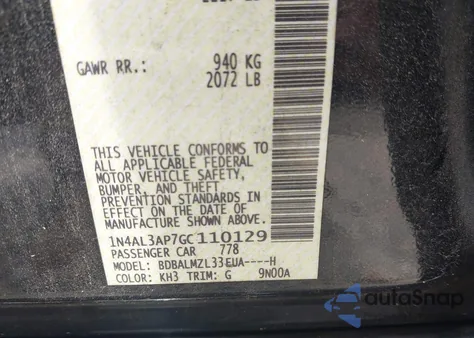 GAWR RR.: 940 KG
2072 LB
THIS VEHICLE CONFORMS TO
ALL APPLICABLE FEDERAL
MOTOR VEHICLE SAFETY,
BUMPER, AND THEFT
PREVENTION STANDARDS IN
EFFECT ON THE DATE OF
MANUFACTURE SHOWN ABOVE.
1N4AL3AP7GC110129
PASSENGER CAR 778
MODEL: BDBALMZL33EUA----H
COLOR: KH3 TRIM: G 9N00A
autoSnap